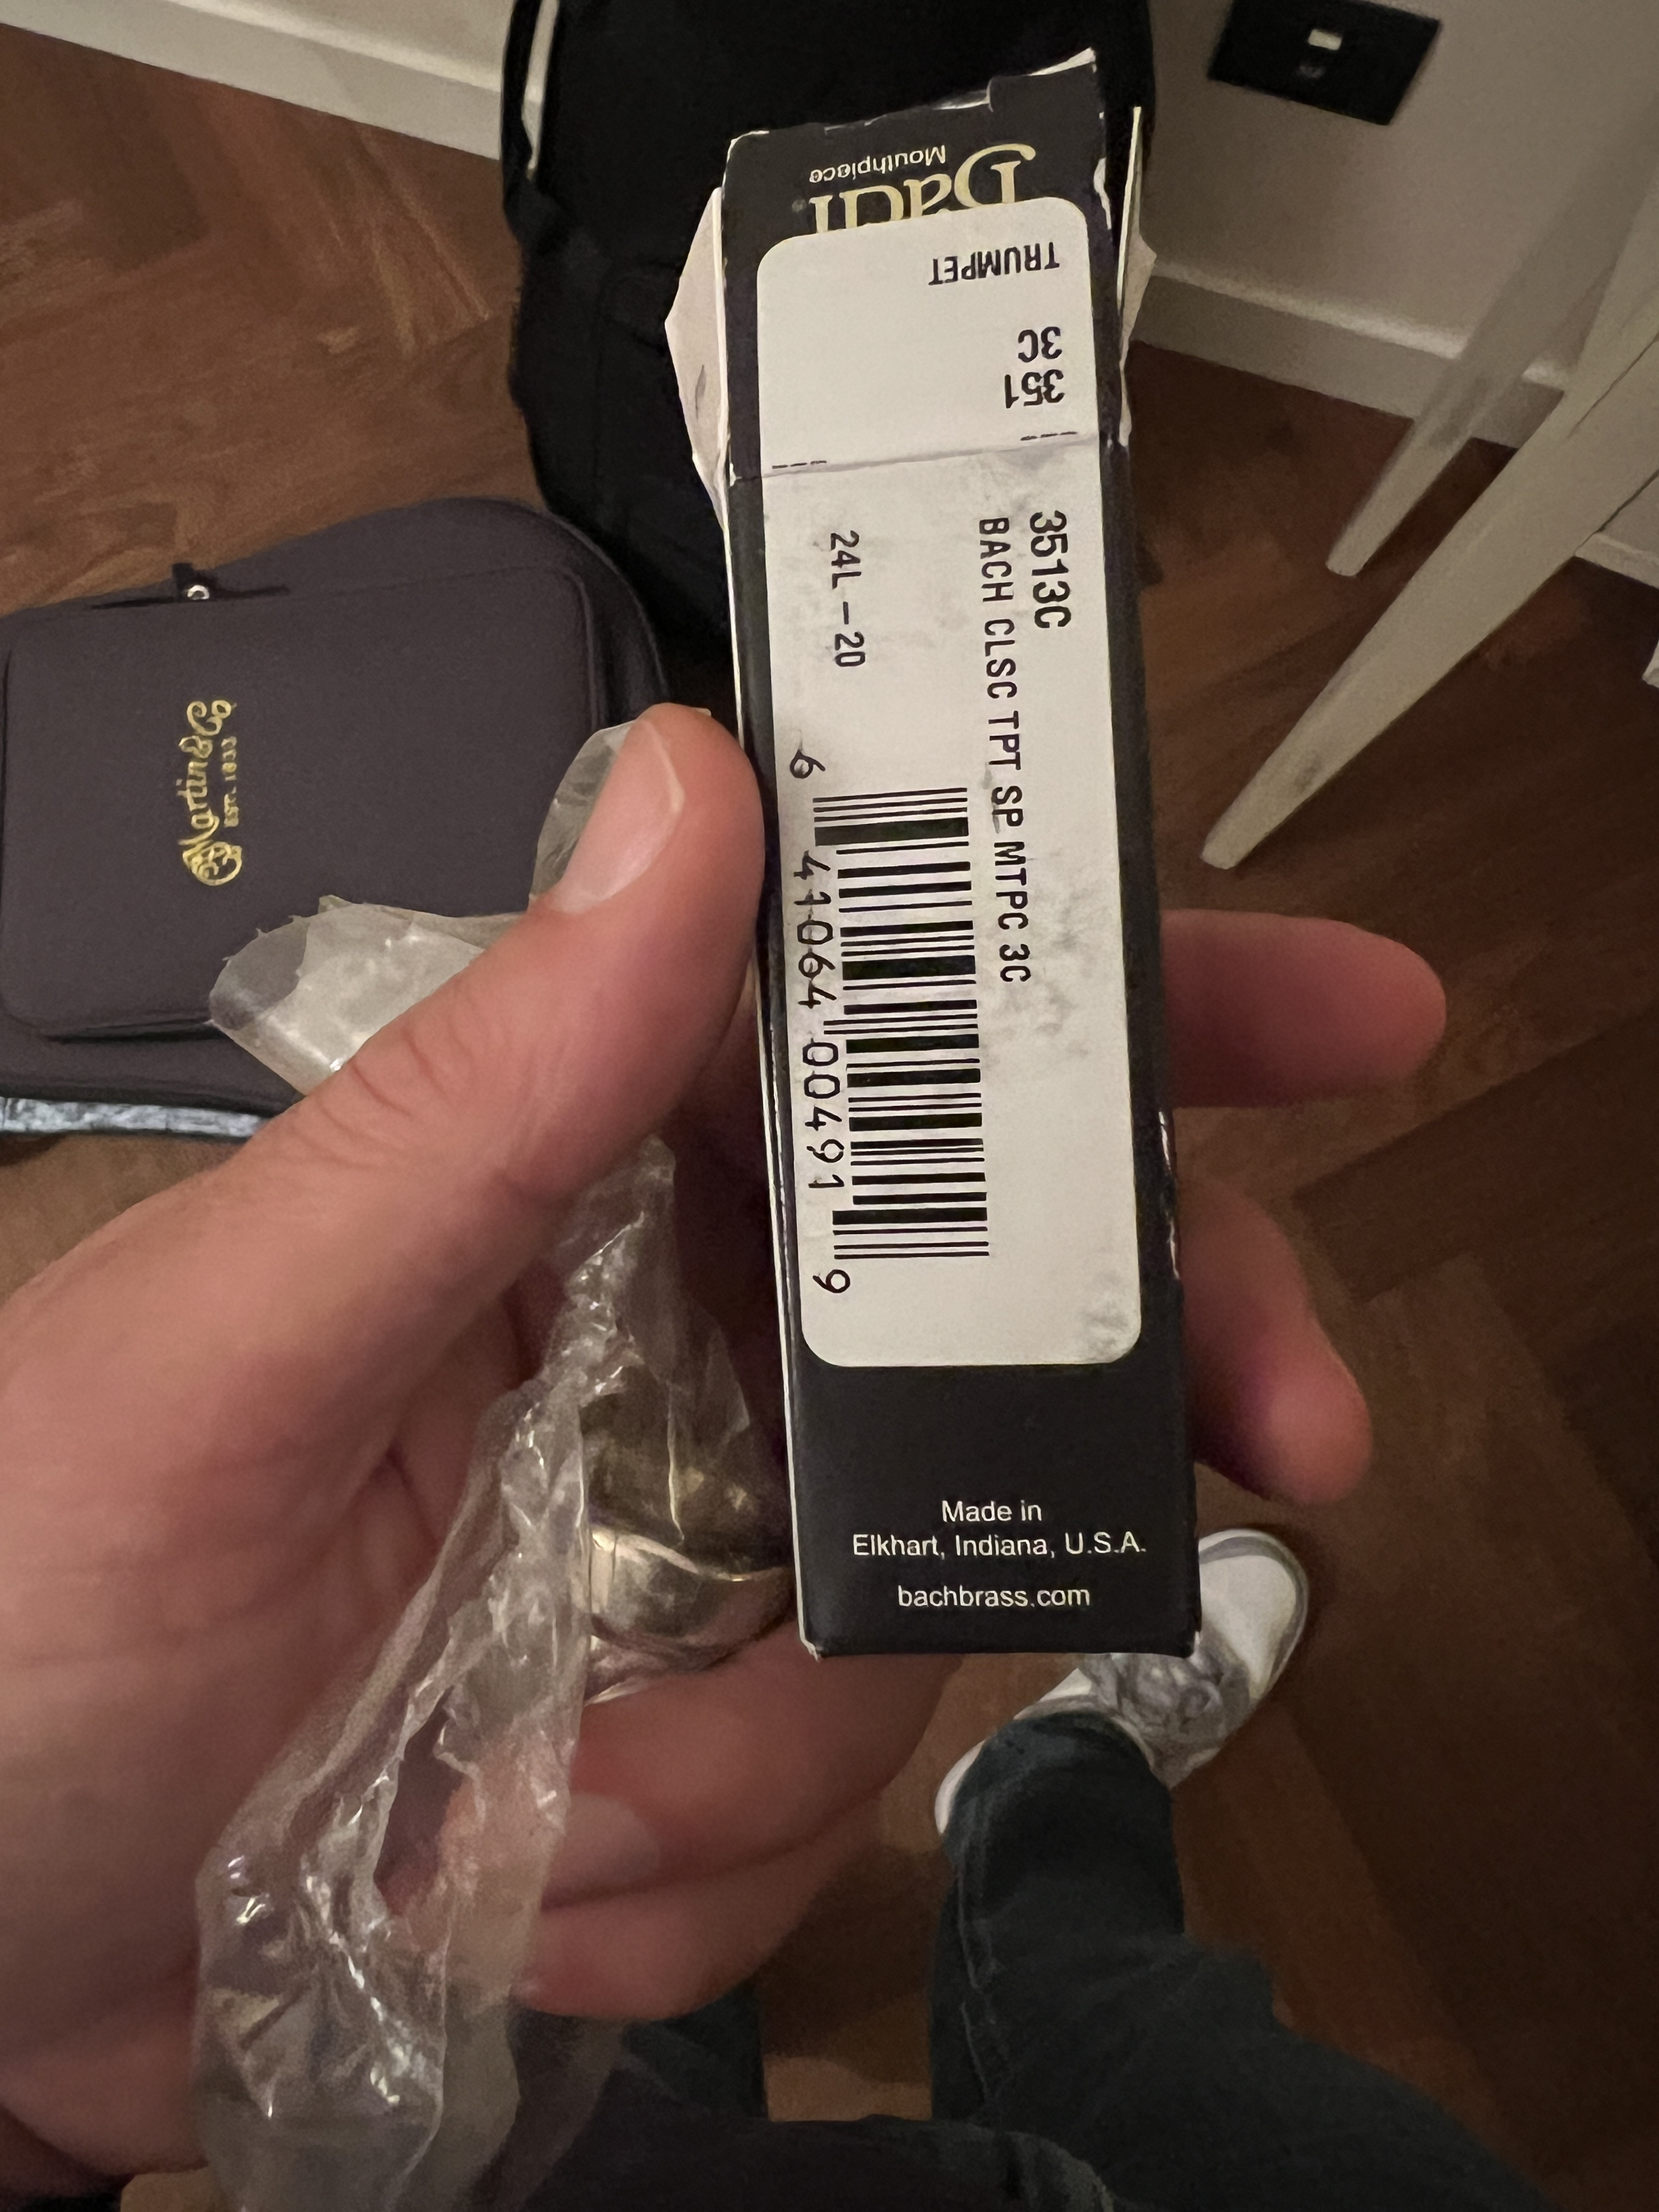 Bach
Mouthpiece
TRUMPET
3C
351
3513C
BACH CLSC TPT SP MTPC 3C
24L-20
6 41064 00491 9
Made in
Elkhart, Indiana, U.S.A.
bachbrass.com
Martin & Co.
EST. 1833